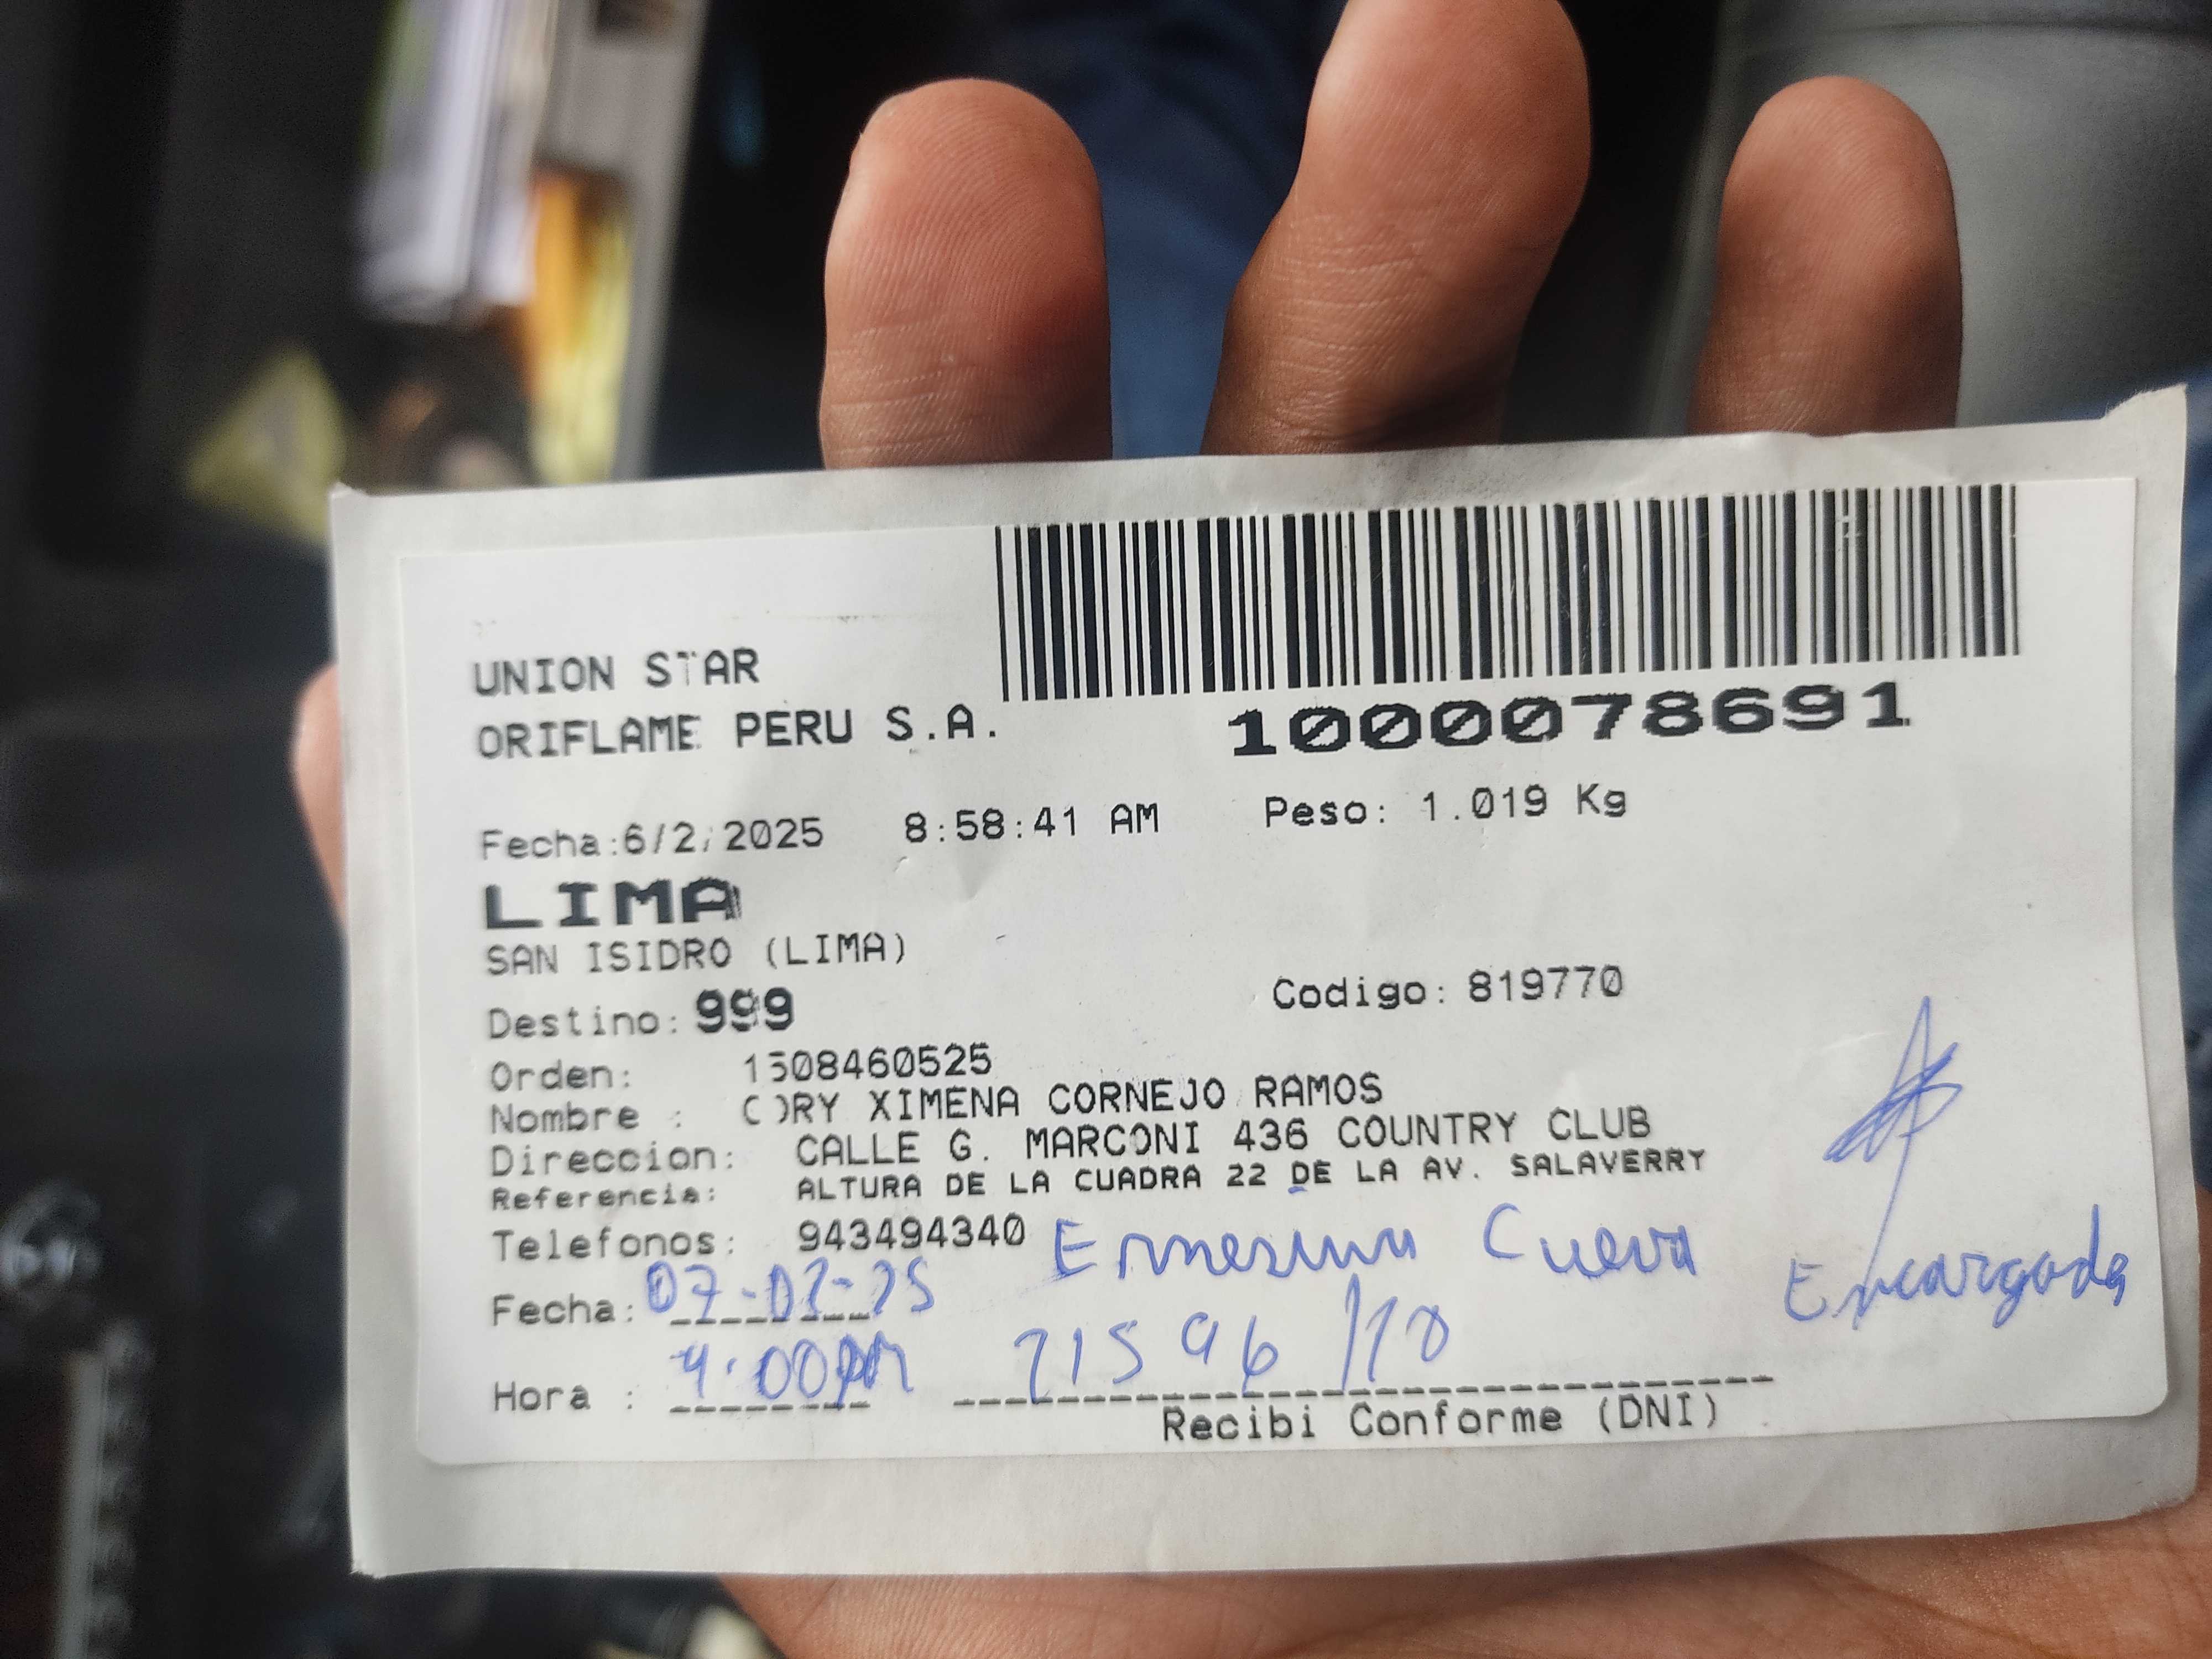 UNION STAR
ORIFLAME PERU S.A.
1000078691
Fecha:6/2/2025 8:58:41 AM Peso: 1.019 Kg
LIMA
SAN ISIDRO (LIMA)
Destino: 999 Codigo: 819770
Orden: 1508460525
Nombre : CORY XIMENA CORNEJO RAMOS
Direccion: CALLE G. MARCONI 436 COUNTRY CLUB
Referencia: ALTURA DE LA CUADRA 22 DE LA AV. SALAVERRY
Telefonos: 943494340 Cueva Encargada
Fecha: 07-02-25
Hora : 4:00PM
Recibi Conforme (DNI)